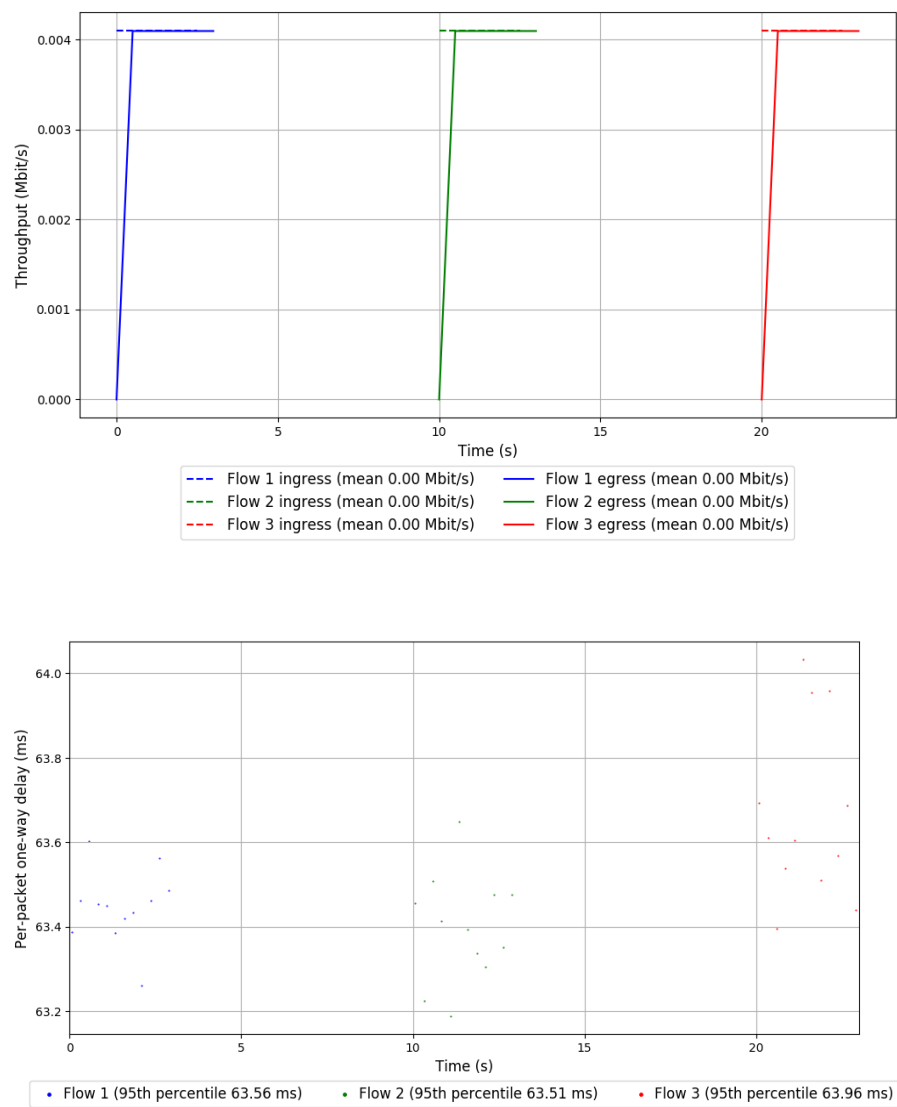 0.004
0.003
0.002
0.001
0.000
Throughput (Mbit/s)
0 5 10 15 20
Time (s)
Flow 1 ingress (mean 0.00 Mbit/s) Flow 1 egress (mean 0.00 Mbit/s)
Flow 2 ingress (mean 0.00 Mbit/s) Flow 2 egress (mean 0.00 Mbit/s)
Flow 3 ingress (mean 0.00 Mbit/s) Flow 3 egress (mean 0.00 Mbit/s)
64.0
63.8
63.6
63.4
63.2
Per-packet one-way delay (ms)
0 5 10 15 20
Time (s)
Flow 1 (95th percentile 63.56 ms) Flow 2 (95th percentile 63.51 ms) Flow 3 (95th percentile 63.96 ms)